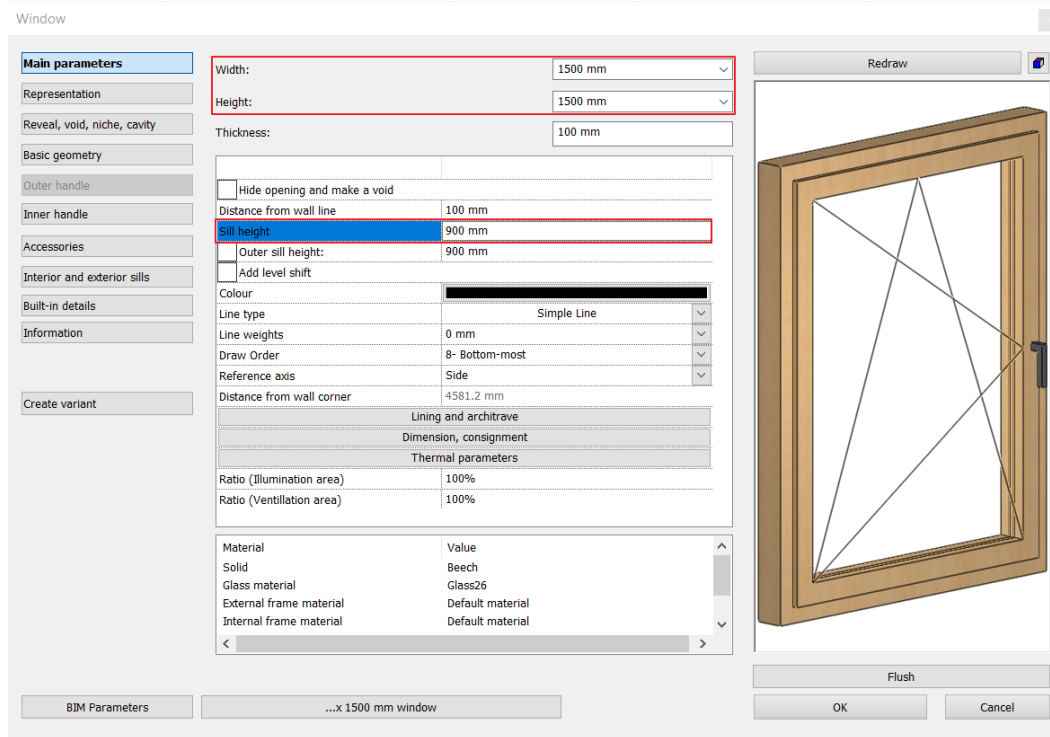 Window
Main parameters
Representation
Reveal, void, niche, cavity
Basic geometry
Outer handle
Inner handle
Accessories
Interior and exterior sills
Built-in details
Information
Create variant
BIM Parameters
Width: 1500 mm
Height: 1500 mm
Thickness: 100 mm
Hide opening and make a void
Distance from wall line 100 mm
Sill height 900 mm
Outer sill height: 900 mm
Add level shift
Colour
Line type Simple Line
Line weights 0 mm
Draw Order 8- Bottom-most
Reference axis Side
Distance from wall corner 4581.2 mm
Lining and architrave
Dimension, consignment
Thermal parameters
Ratio (Illumination area) 100%
Ratio (Ventillation area) 100%
Material Value
Solid Beech
Glass material Glass26
External frame material Default material
Internal frame material Default material
...x 1500 mm window
Redraw
Flush
OK Cancel